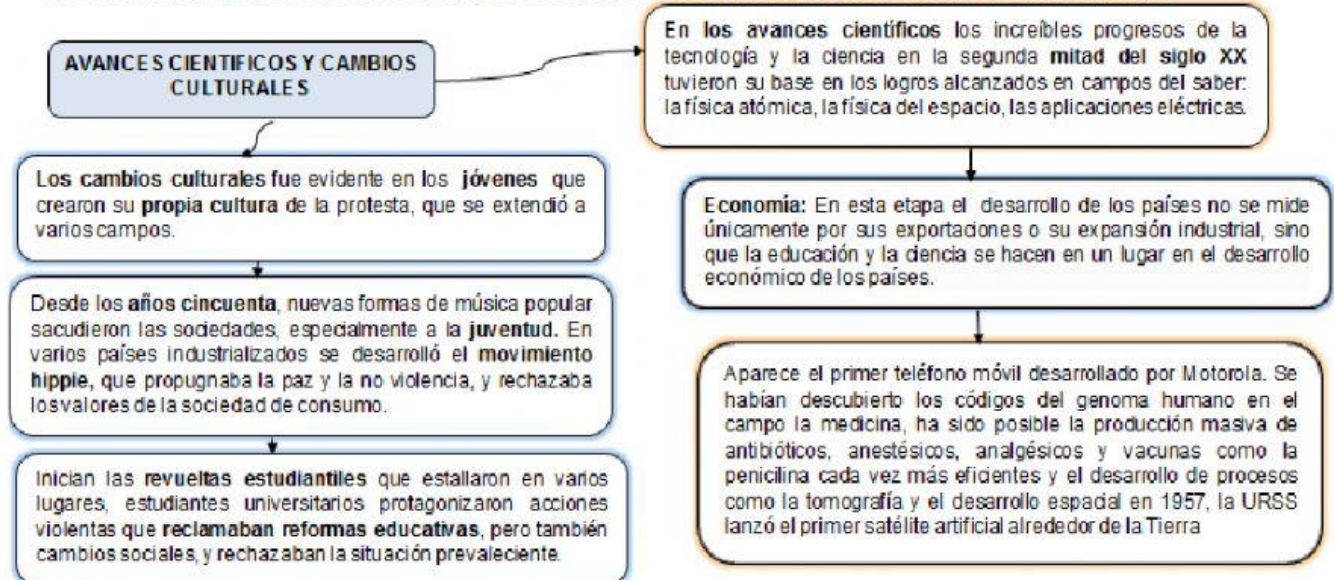 AVANCES CIENTIFICOS Y CAMBIOS
CULTURALES
Los cambios culturales fue evidente en los jóvenes que
crearon su propia cultura de la protesta, que se extendió a
varios campos.
Desde los años cincuenta, nuevas formas de música popular
sacudieron las sociedades, especialmente a la juventud. En
varios países industrializados se desarrolló el movimiento
hippie, que propugnaba la paz y la no violencia, y rechazaba
los valores de la sociedad de consumo.
Inician las revueltas estudiantiles que estallaron en varios
lugares, estudiantes universitarios protagonizaron acciones
violentas que reclamaban reformas educativas, pero también
cambios sociales, y rechazaban la situación prevaleciente.
En los avances científicos los increíbles progresos de la
tecnología y la ciencia en la segunda mitad del siglo XX
tuvieron su base en los logros alcanzados en campos del saber:
la física atómica, la física del espacio, las aplicaciones eléctricas.
Economía: En esta etapa el desarrollo de los países no se mide
únicamente por sus exportaciones o su expansión industrial, sino
que la educación y la ciencia se hacen en un lugar en el desarrollo
económico de los países.
Aparece el primer teléfono móvil desarrollado por Motorola. Se
habían descubierto los códigos del genoma humano en el
campo la medicina, ha sido posible la producción masiva de
antibióticos, anestésicos, analgésicos y vacunas como la
penicilina cada vez más eficientes y el desarrollo de procesos
como la tomografía y el desarrollo espacial en 1957, la URSS
lanzó el primer satélite artificial alrededor de la Tierra